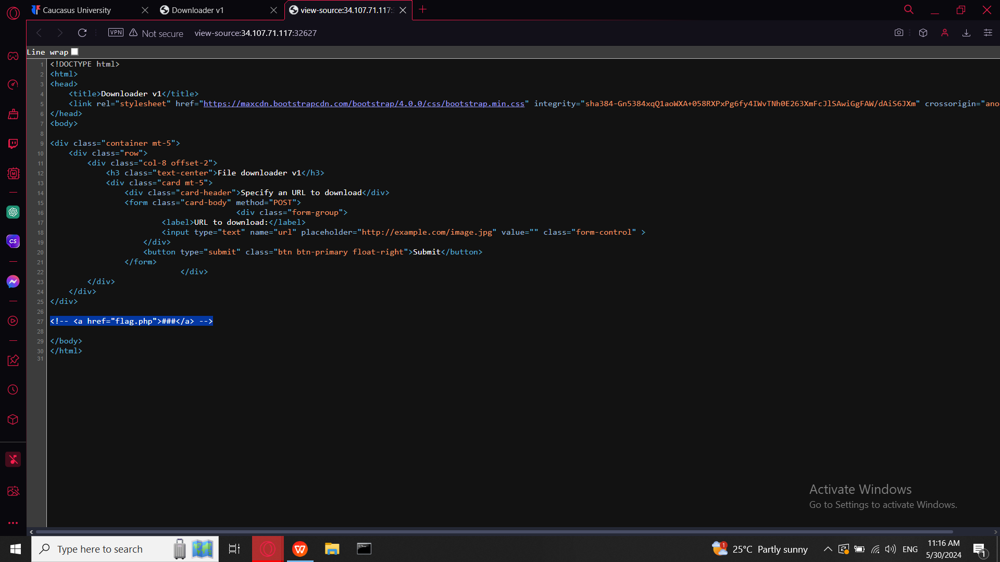 Caucasus University
Downloader v1
view-source:34.107.71.117:
VPN
Not secure
view-source:34.107.71.117:32627
Line wrap
1 <!DOCTYPE html>
2 <html>
3 <head>
4 <title>Downloader v1</title>
5 <link rel="stylesheet" href="https://maxcdn.bootstrapcdn.com/bootstrap/4.0.0/css/bootstrap.min.css" integrity="sha384-Gn5384xqQ1aoWXA+058RXPxPg6fy4IWvTNh0E263XmFcJlSAwiGgFAW/dAiS6JXm" crossorigin="ano
6 </head>
7 <body>
8
9 <div class="container mt-5">
10 <div class="row">
11 <div class="col-8 offset-2">
12 <h3 class="text-center">File downloader v1</h3>
13 <div class="card mt-5">
14 <div class="card-header">Specify an URL to download</div>
15 <form class="card-body" method="POST">
16 <div class="form-group">
17 <label>URL to download:</label>
18 <input type="text" name="url" placeholder="http://example.com/image.jpg" value="" class="form-control" >
19 </div>
20 <button type="submit" class="btn btn-primary float-right">Submit</button>
21 </form>
22 </div>
23 </div>
24 </div>
25 </div>
26
27 <!-- <a href="flag.php">###</a> -->
28
29 </body>
30 </html>
31
CS
Activate Windows
Go to Settings to activate Windows.
Type here to search
W
1
25°C Partly sunny
ENG
11:16 AM
5/30/2024
1